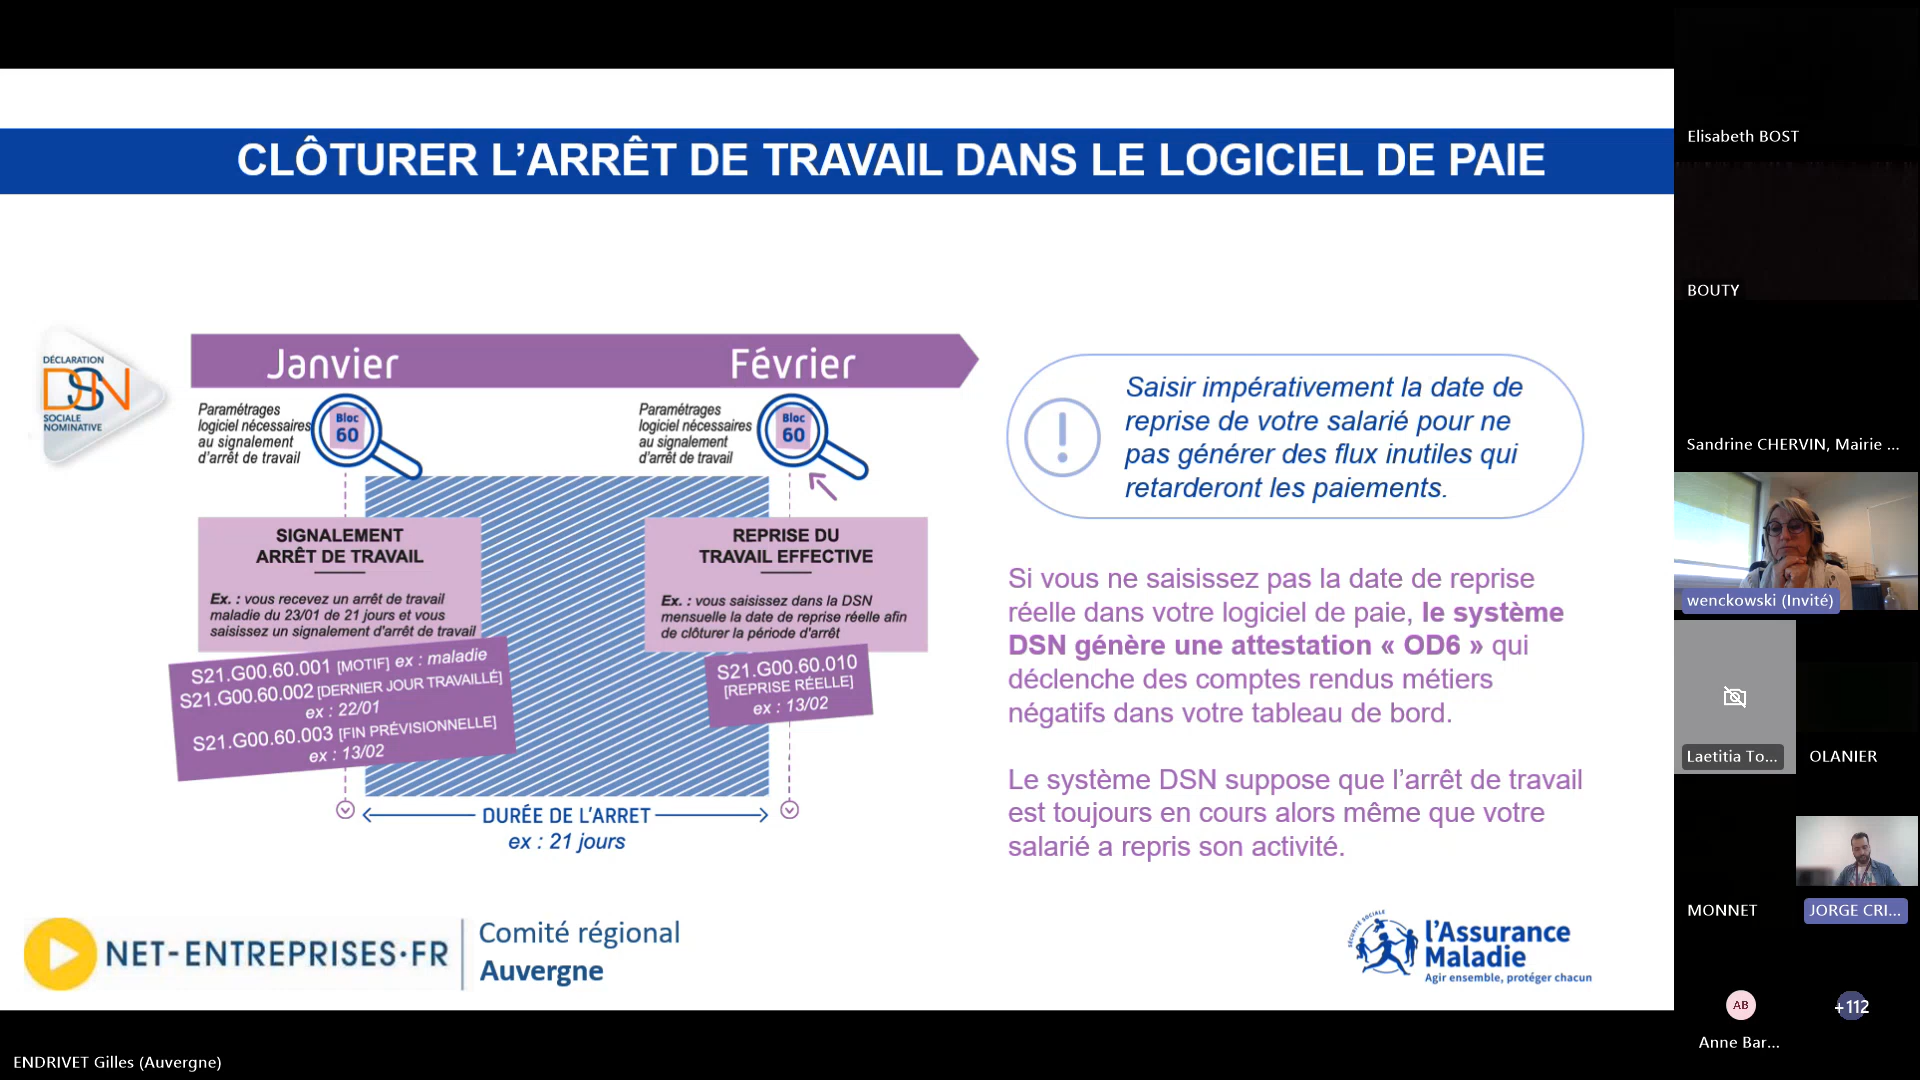 CLÔTURER L’ARRÊT DE TRAVAIL DANS LE LOGICIEL DE PAIE
DÉCLARATION
DSN
SOCIALE
NOMINATIVE
Janvier
Février
Paramétrages
logiciel nécessaires
au signalement
d’arrêt de travail
Bloc
60
Paramétrages
logiciel nécessaires
au signalement
d’arrêt de travail
Bloc
60
SIGNALEMENT
ARRÊT DE TRAVAIL
Ex. : vous recevez un arrêt de travail
maladie du 23/01 de 21 jours et vous
saisissez un signalement d'arrêt de travail
S21.G00.60.001 [MOTIF] ex : maladie
S21.G00.60.002 [DERNIER JOUR TRAVAILLÉ]
ex : 22/01
S21.G00.60.003 [FIN PRÉVISIONNELLE]
ex : 13/02
REPRISE DU
TRAVAIL EFFECTIVE
Ex. : vous saisissez dans la DSN
mensuelle la date de reprise réelle afin
de clôturer la période d'arrêt
S21.G00.60.010
[REPRISE RÉELLE]
ex : 13/02
DURÉE DE L’ARRET
ex : 21 jours
Saisir impérativement la date de
reprise de votre salarié pour ne
pas générer des flux inutiles qui
retarderont les paiements.
Si vous ne saisissez pas la date de reprise
réelle dans votre logiciel de paie, le système
DSN génère une attestation « OD6 » qui
déclenche des comptes rendus métiers
négatifs dans votre tableau de bord.
Le système DSN suppose que l’arrêt de travail
est toujours en cours alors même que votre
salarié a repris son activité.
NET-ENTREPRISES·FR
Comité régional
Auvergne
SÉCURITÉ SOCIALE
l’Assurance
Maladie
Agir ensemble, protéger chacun
Elisabeth BOST
BOUTY
Sandrine CHERVIN, Mairie ...
wenckowski (Invité)
Laetitia To...
OLANIER
MONNET
JORGE CRI...
AB
+112
Anne Bar...
ENDRIVET Gilles (Auvergne)